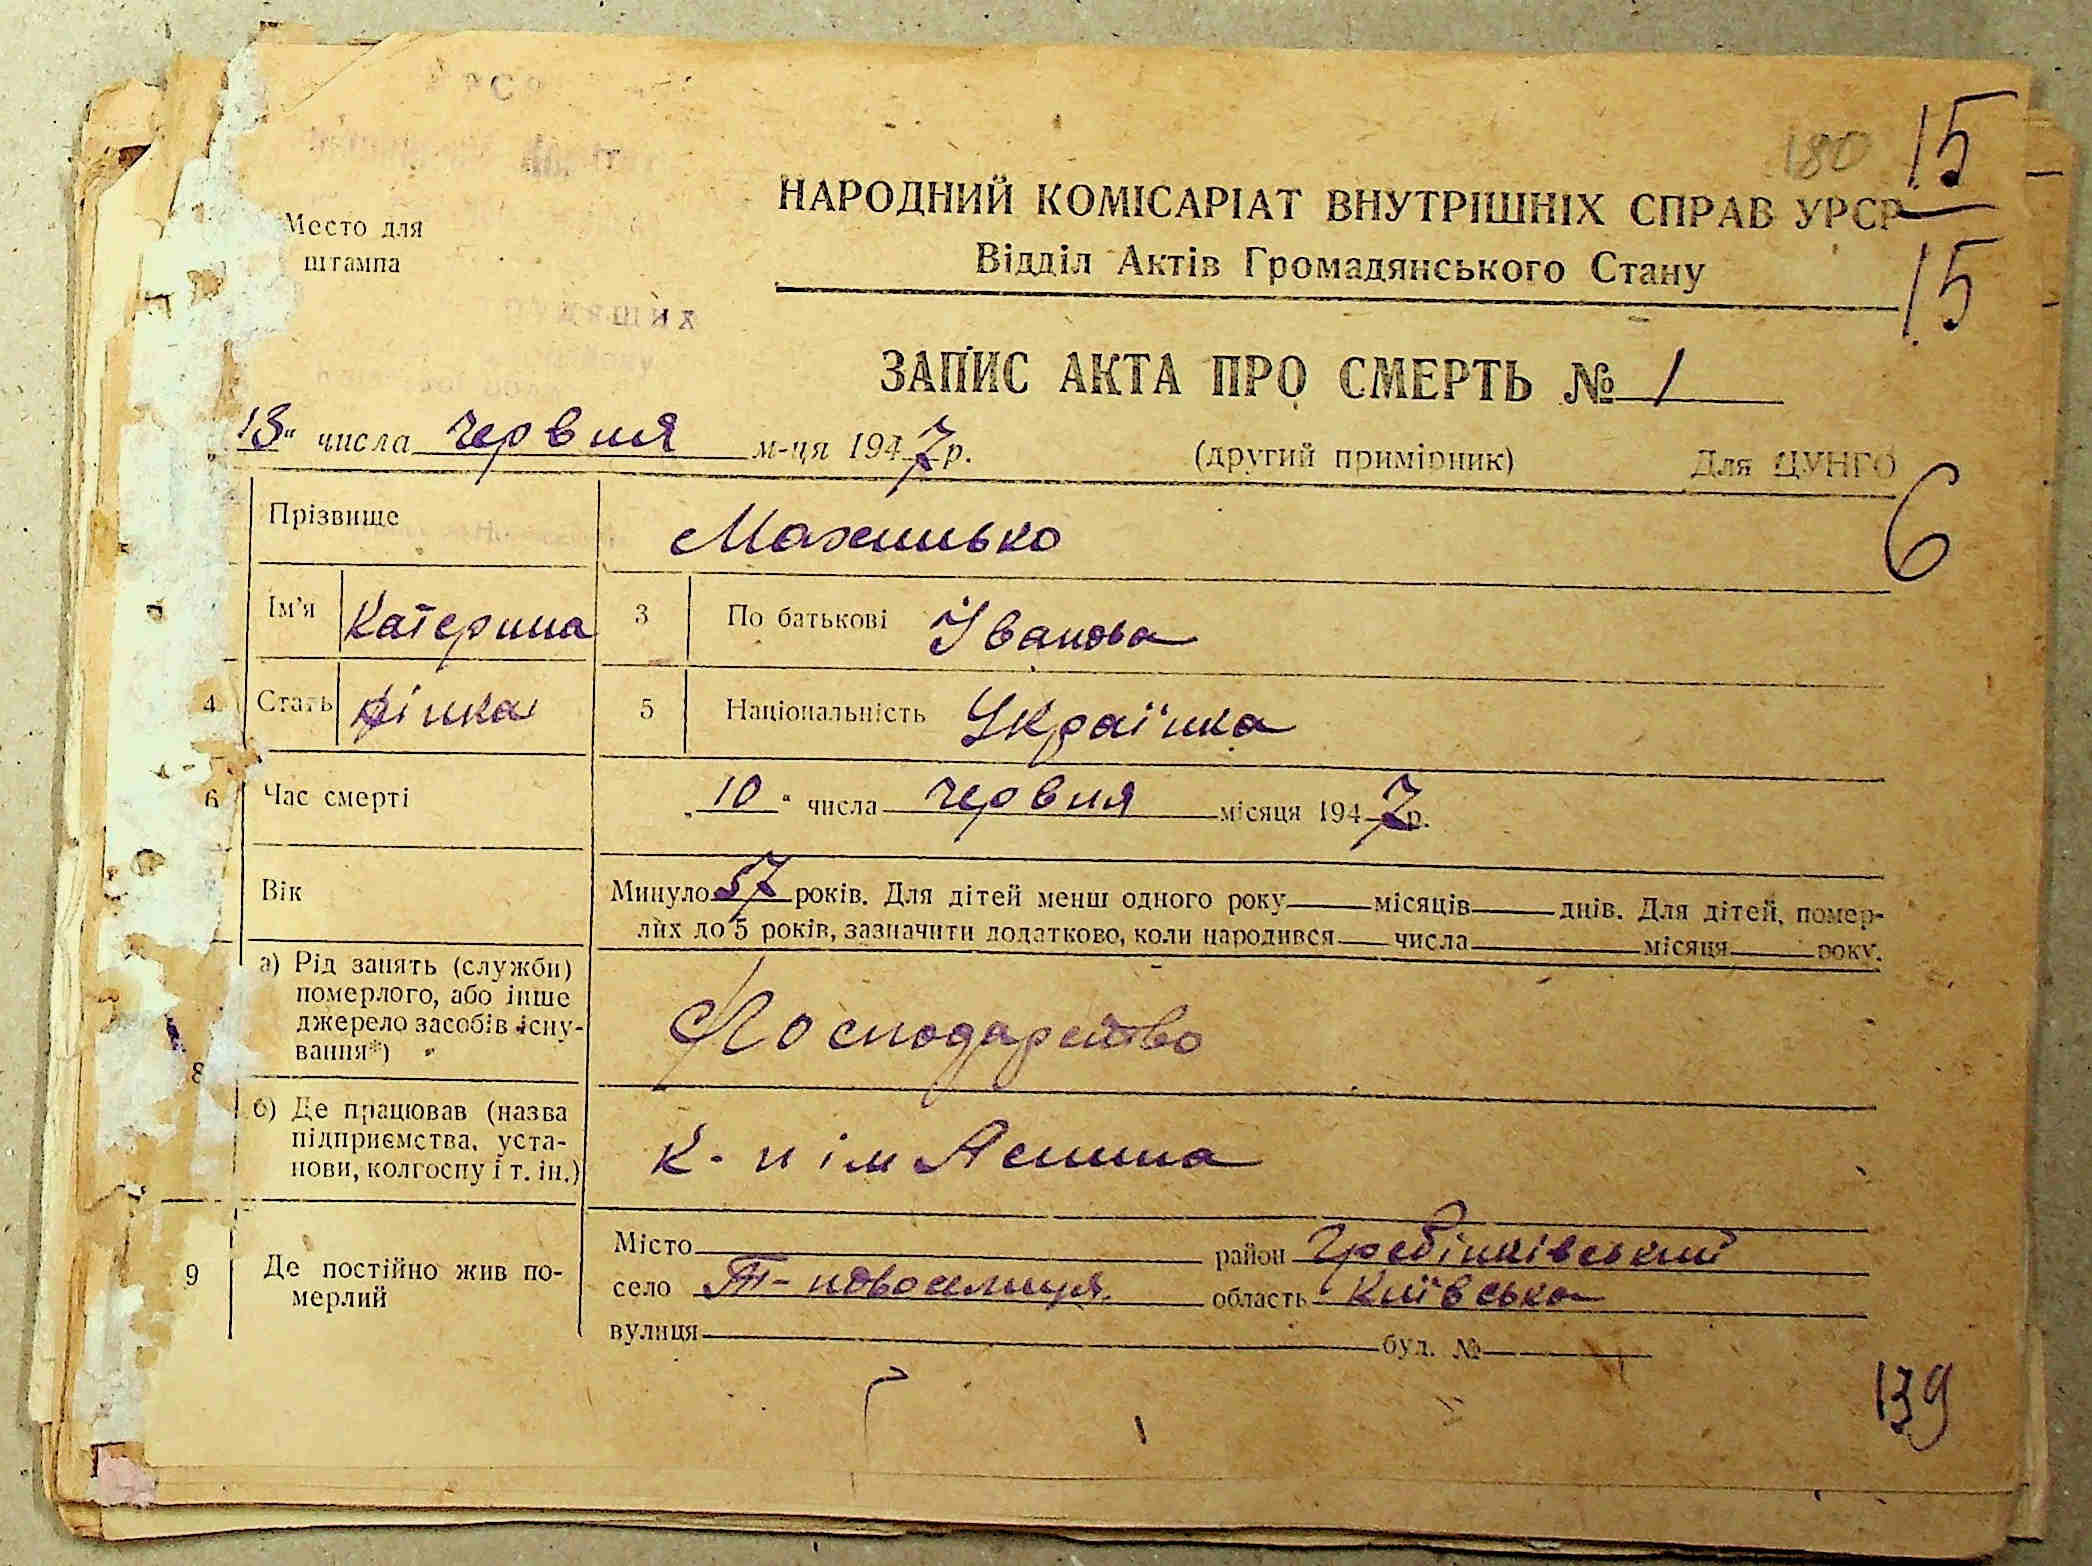 180
15
15
Место для
штампа
НАРОДНИЙ КОМІСАРІАТ ВНУТРІШНІХ СПРАВ УРСР
Відділ Актів Громадянського Стану
ЗАПИС АКТА ПРО СМЕРТЬ № 1
13" числа червня м-ця 1947 р.
(другий примірник) Для ЦУНГО
6
Прізвище
Ім'я Катерина 3 По батькові Іванова
4 Стать жінка 5 Національність Українка
6 Час смерті „10" числа червня місяця 1947 р.
Вік Минуло 57 років. Для дітей менш одного року місяців днів. Для дітей, помер-
лих до 5 років, зазначити додатково, коли народився числа місяця року.
8 а) Рід занять (служби)
померлого, або інше
джерело засобів існу-
вання*)
Господарство
б) Де працював (назва
підприємства, уста-
нови, колгоспу і т. ін.)
к-п ім Леніна
9 Де постійно жив по-
мерлий
Місто район Гребінківський
село Т-новоселиця область Київська
вулиця буд. №
139